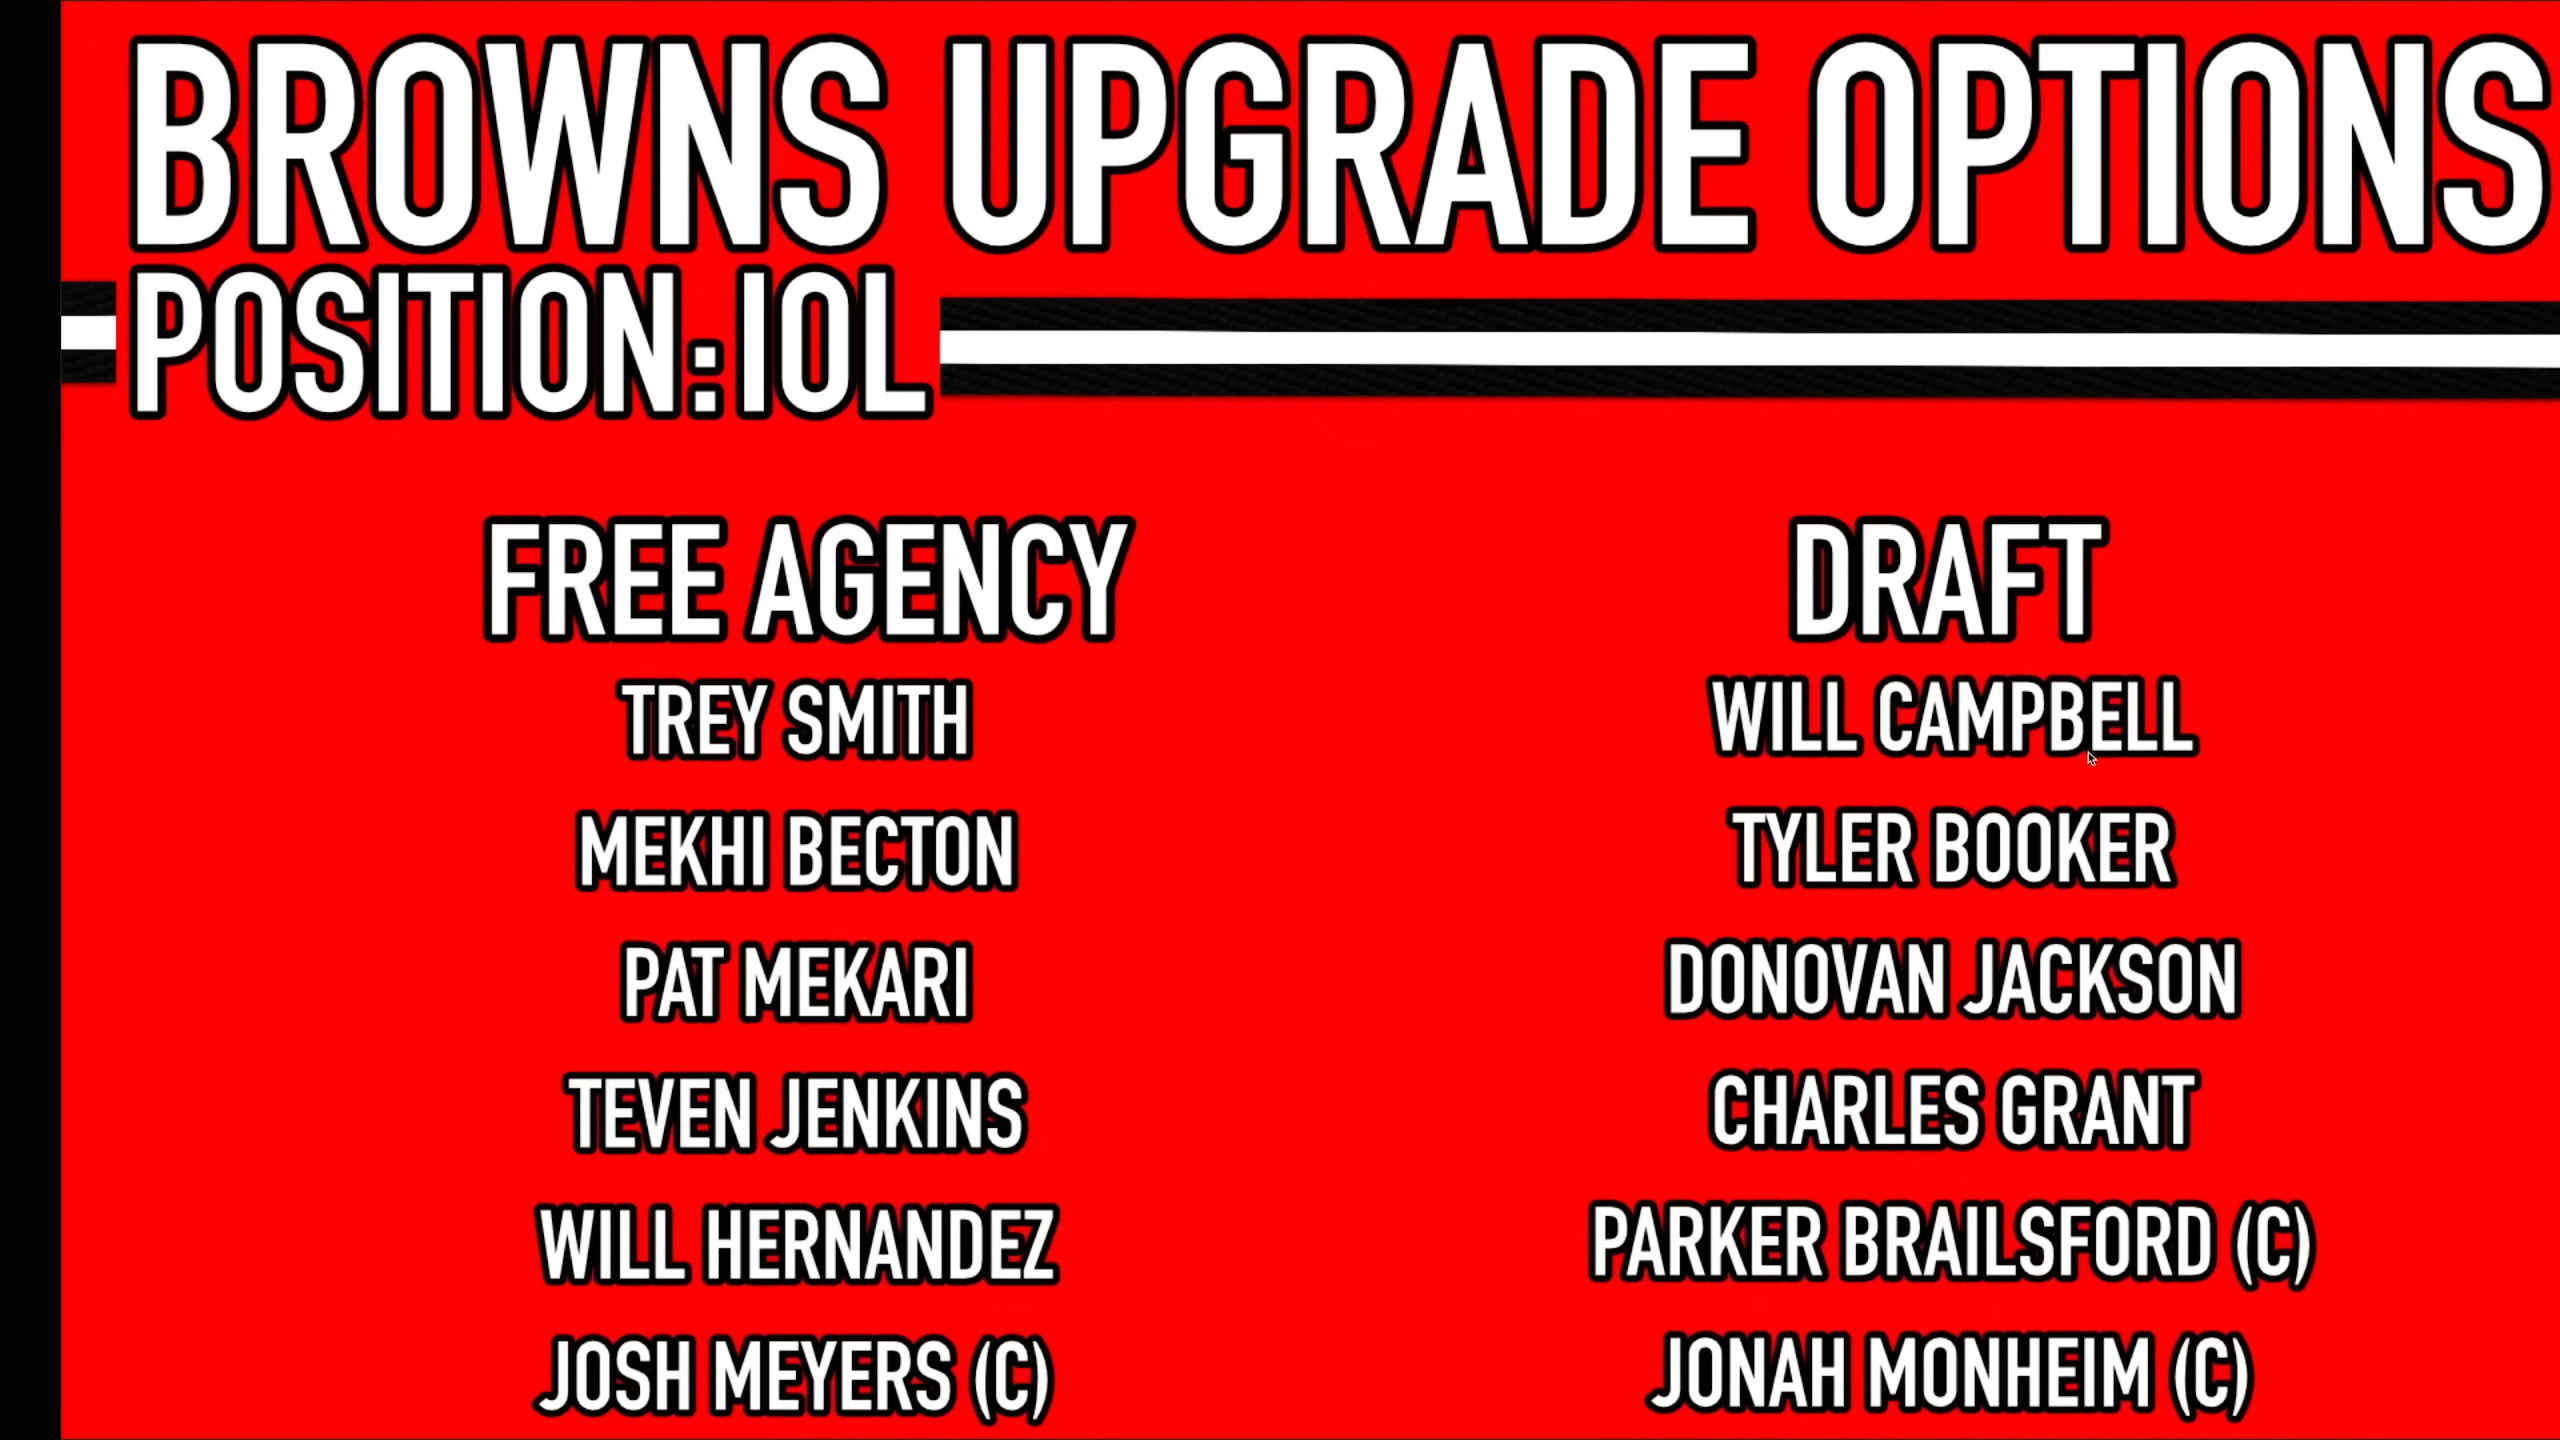 BROWNS UPGRADE OPTIONS
POSITION: IOL
FREE AGENCY
TREY SMITH
MEKHI BECTON
PAT MEKARI
TEVEN JENKINS
WILL HERNANDEZ
JOSH MEYERS (C)
DRAFT
WILL CAMPBELL
TYLER BOOKER
DONOVAN JACKSON
CHARLES GRANT
PARKER BRAILSFORD (C)
JONAH MONHEIM (C)